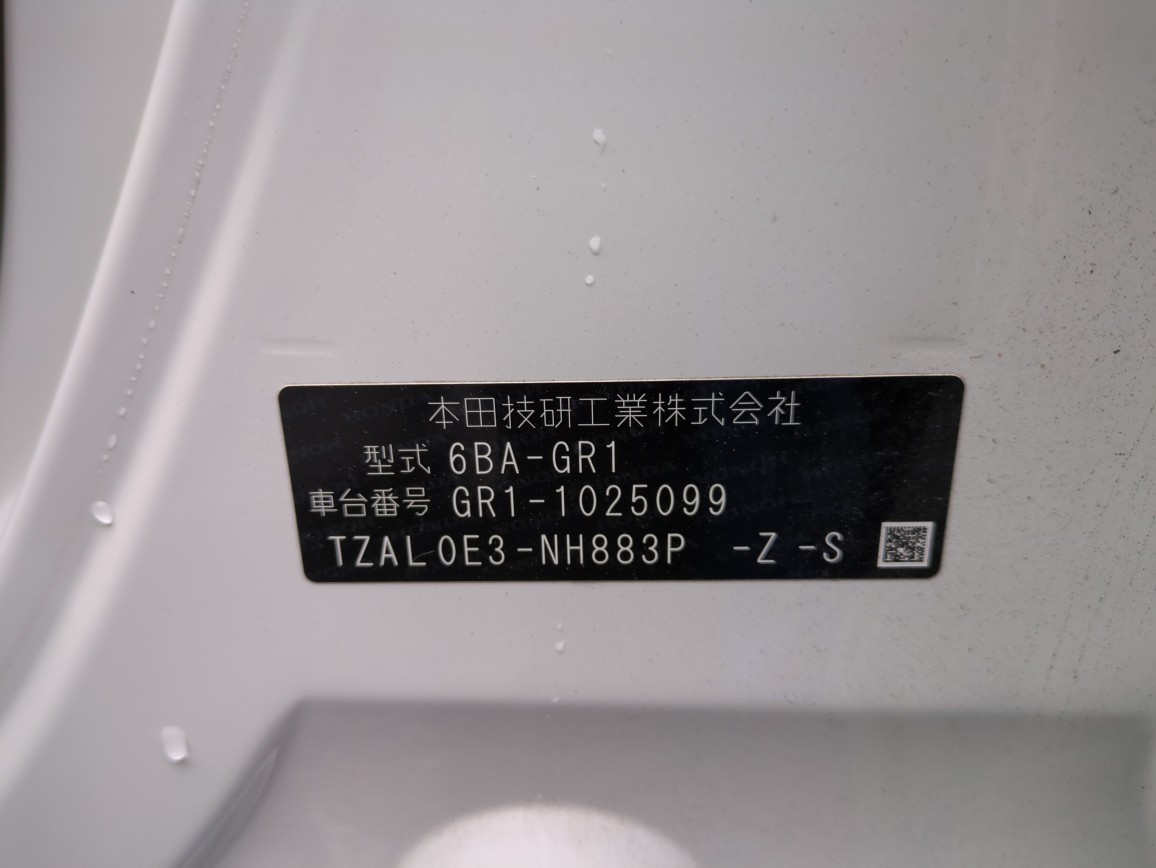 本田技研工業株式会社
型式 6BA-GR1
車台番号 GR1-1025099
TZAL0E3-NH883P -Z -S